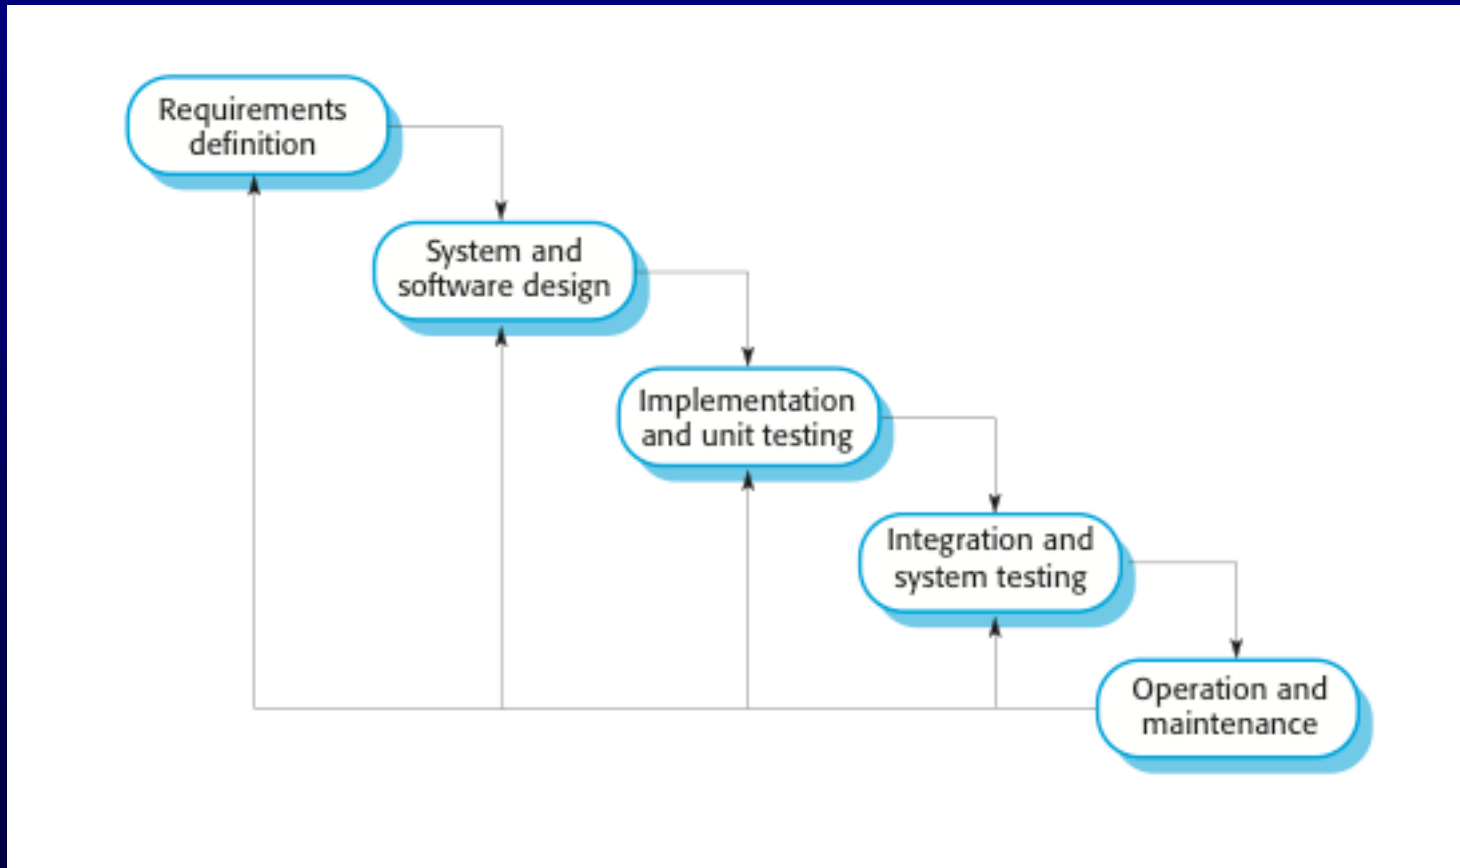 Requirements
definition
System and
software design
Implementation
and unit testing
Integration and
system testing
Operation and
maintenance